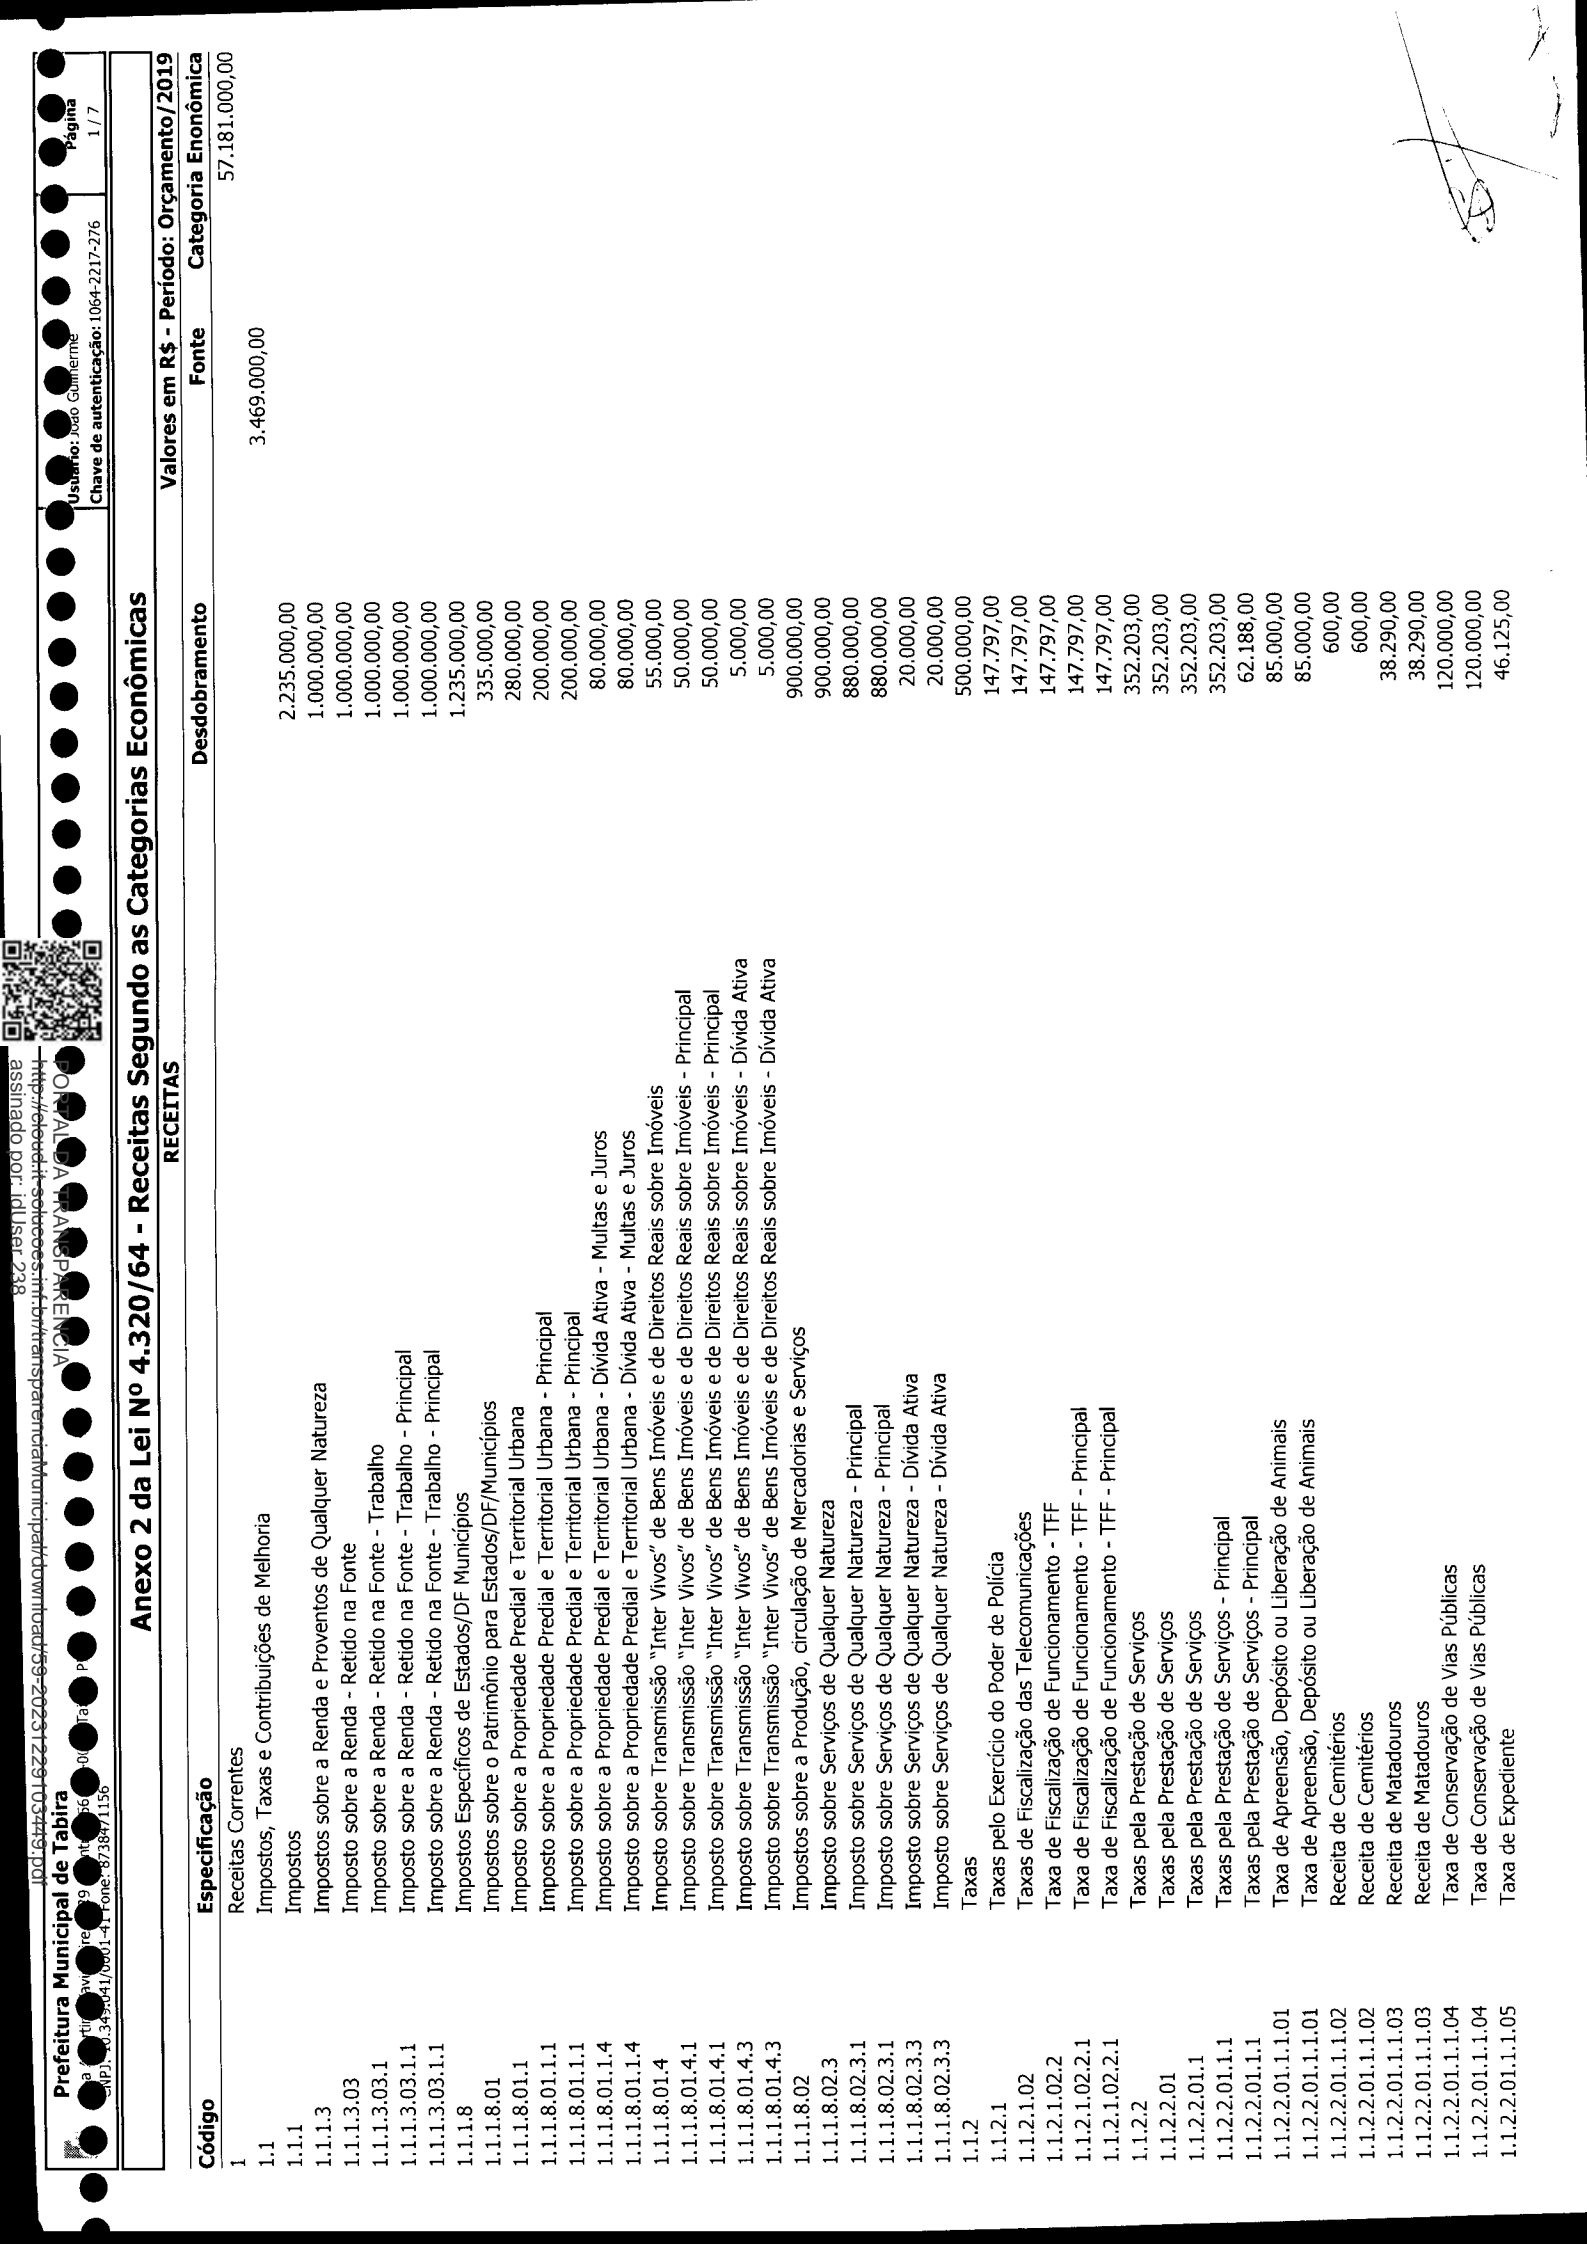 PORTAL DA TRANSPARENCIA
http://cloud.it-solucoes.inf.br/transparenciaMunicipal/download/59-20231229103449.pdf
assinado por: idUser 238
Prefeitura Municipal de Tabira
Fone: 8738471156
Usuário: João Guilherme
Chave de autenticação: 1064-2217-276
Página
1 / 7
Anexo 2 da Lei Nº 4.320/64 - Receitas Segundo as Categorias Econômicas
RECEITAS Valores em R$ - Período: Orçamento/2019
Código Especificação Desdobramento Fonte Categoria Enonômica
1 Receitas Correntes 57.181.000,00
1.1 Impostos, Taxas e Contribuições de Melhoria 3.469.000,00
1.1.1 Impostos 2.235.000,00
1.1.1.3 Impostos sobre a Renda e Proventos de Qualquer Natureza 1.000.000,00
1.1.1.3.03 Imposto sobre a Renda - Retido na Fonte 1.000.000,00
1.1.1.3.03.1 Imposto sobre a Renda - Retido na Fonte - Trabalho 1.000.000,00
1.1.1.3.03.1.1 Imposto sobre a Renda - Retido na Fonte - Trabalho - Principal 1.000.000,00
1.1.1.3.03.1.1 Imposto sobre a Renda - Retido na Fonte - Trabalho - Principal 1.000.000,00
1.1.1.8 Impostos Específicos de Estados/DF Municípios 1.235.000,00
1.1.1.8.01 Impostos sobre o Patrimônio para Estados/DF/Municípios 335.000,00
1.1.1.8.01.1 Imposto sobre a Propriedade Predial e Territorial Urbana 280.000,00
1.1.1.8.01.1.1 Imposto sobre a Propriedade Predial e Territorial Urbana - Principal 200.000,00
1.1.1.8.01.1.1 Imposto sobre a Propriedade Predial e Territorial Urbana - Principal 200.000,00
1.1.1.8.01.1.4 Imposto sobre a Propriedade Predial e Territorial Urbana - Dívida Ativa - Multas e Juros 80.000,00
1.1.1.8.01.1.4 Imposto sobre a Propriedade Predial e Territorial Urbana - Dívida Ativa - Multas e Juros 80.000,00
1.1.1.8.01.4 Imposto sobre Transmissão "Inter Vivos" de Bens Imóveis e de Direitos Reais sobre Imóveis 55.000,00
1.1.1.8.01.4.1 Imposto sobre Transmissão "Inter Vivos" de Bens Imóveis e de Direitos Reais sobre Imóveis - Principal 50.000,00
1.1.1.8.01.4.1 Imposto sobre Transmissão "Inter Vivos" de Bens Imóveis e de Direitos Reais sobre Imóveis - Principal 50.000,00
1.1.1.8.01.4.3 Imposto sobre Transmissão "Inter Vivos" de Bens Imóveis e de Direitos Reais sobre Imóveis - Dívida Ativa 5.000,00
1.1.1.8.01.4.3 Imposto sobre Transmissão "Inter Vivos" de Bens Imóveis e de Direitos Reais sobre Imóveis - Dívida Ativa 5.000,00
1.1.1.8.02 Impostos sobre a Produção, circulação de Mercadorias e Serviços 900.000,00
1.1.1.8.02.3 Imposto sobre Serviços de Qualquer Natureza 900.000,00
1.1.1.8.02.3.1 Imposto sobre Serviços de Qualquer Natureza - Principal 880.000,00
1.1.1.8.02.3.1 Imposto sobre Serviços de Qualquer Natureza - Principal 880.000,00
1.1.1.8.02.3.3 Imposto sobre Serviços de Qualquer Natureza - Dívida Ativa 20.000,00
1.1.1.8.02.3.3 Imposto sobre Serviços de Qualquer Natureza - Dívida Ativa 20.000,00
1.1.2 Taxas 500.000,00
1.1.2.1 Taxas pelo Exercício do Poder de Polícia 147.797,00
1.1.2.1.02 Taxas de Fiscalização das Telecomunicações 147.797,00
1.1.2.1.02.2 Taxa de Fiscalização de Funcionamento - TFF 147.797,00
1.1.2.1.02.2.1 Taxa de Fiscalização de Funcionamento - TFF - Principal 147.797,00
1.1.2.1.02.2.1 Taxa de Fiscalização de Funcionamento - TFF - Principal 147.797,00
1.1.2.2 Taxas pela Prestação de Serviços 352.203,00
1.1.2.2.01 Taxas pela Prestação de Serviços 352.203,00
1.1.2.2.01.1 Taxas pela Prestação de Serviços 352.203,00
1.1.2.2.01.1.1 Taxas pela Prestação de Serviços - Principal 352.203,00
1.1.2.2.01.1.1 Taxas pela Prestação de Serviços - Principal 62.188,00
1.1.2.2.01.1.1.01 Taxa de Apreensão, Depósito ou Liberação de Animais 85.000,00
1.1.2.2.01.1.1.01 Taxa de Apreensão, Depósito ou Liberação de Animais 85.000,00
1.1.2.2.01.1.1.02 Receita de Cemitérios 600,00
1.1.2.2.01.1.1.02 Receita de Cemitérios 600,00
1.1.2.2.01.1.1.03 Receita de Matadouros 38.290,00
1.1.2.2.01.1.1.03 Receita de Matadouros 38.290,00
1.1.2.2.01.1.1.04 Taxa de Conservação de Vias Públicas 120.000,00
1.1.2.2.01.1.1.04 Taxa de Conservação de Vias Públicas 120.000,00
1.1.2.2.01.1.1.05 Taxa de Expediente 46.125,00